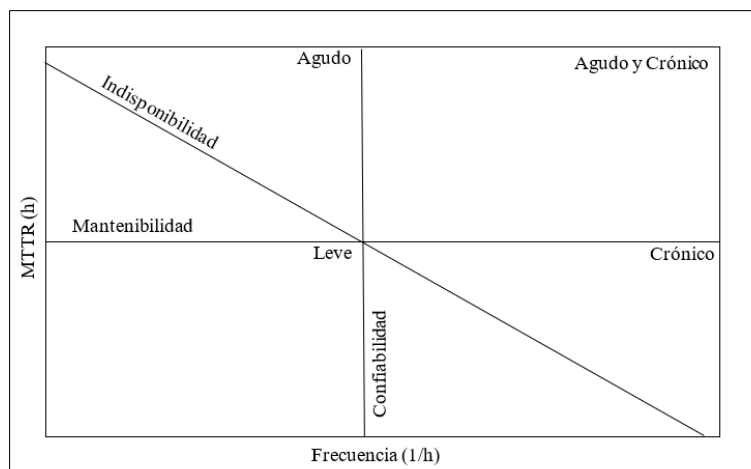 Agudo
Agudo y Crónico
Indisponibilidad
Mantenibilidad
MTTR (h)
Leve
Crónico
Confiabilidad
Frecuencia (1/h)